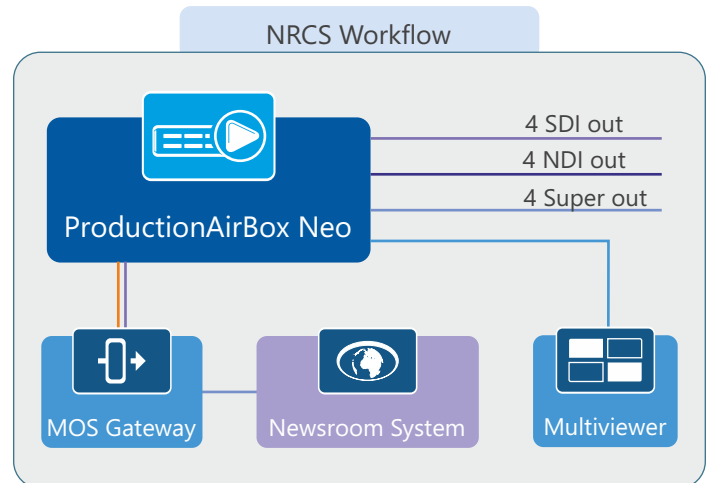 NRCS Workflow
4 SDI out
4 NDI out
4 Super out
ProductionAirBox Neo
MOS Gateway
Newsroom System
Multiviewer